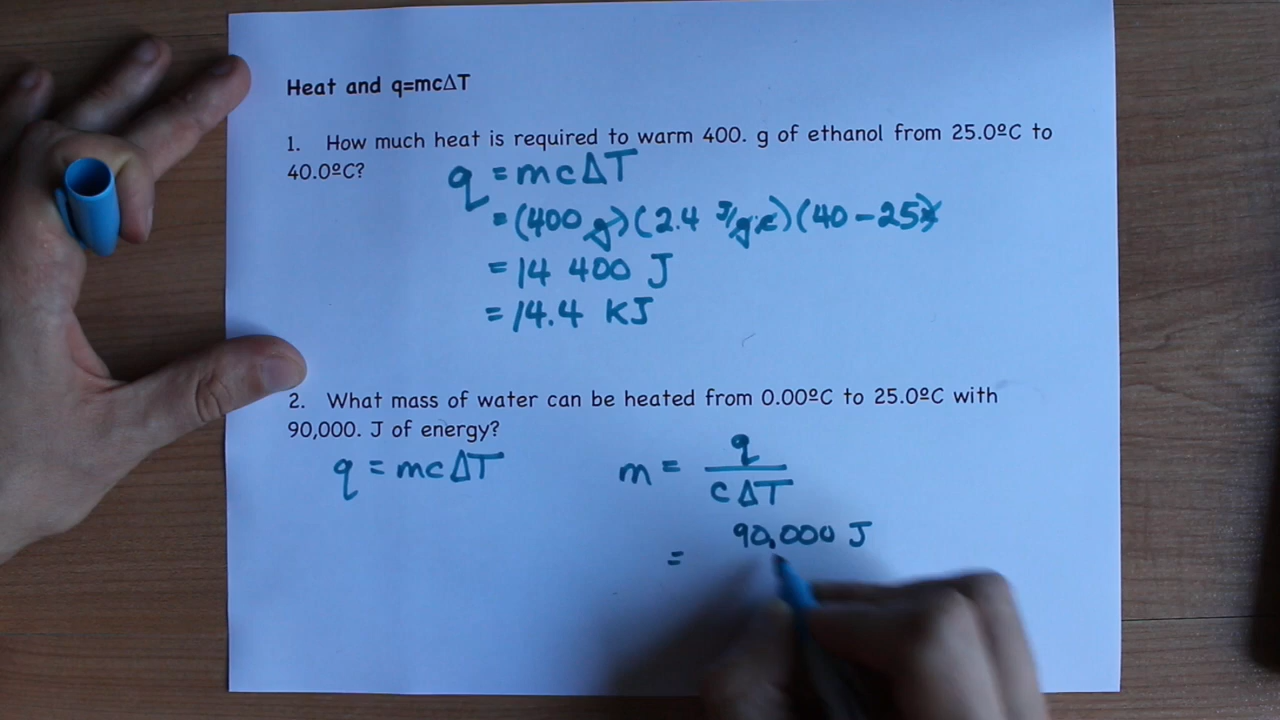 Heat and q=mcΔT
1. How much heat is required to warm 400. g of ethanol from 25.0ºC to
40.0ºC?
q = mcΔT
= (400 g)(2.4 J/g·c)(40 - 25)
= 14 400 J
= 14.4 KJ
2. What mass of water can be heated from 0.00ºC to 25.0ºC with
90,000. J of energy?
q = mcΔT
m = q
cΔT
= 90,000 J